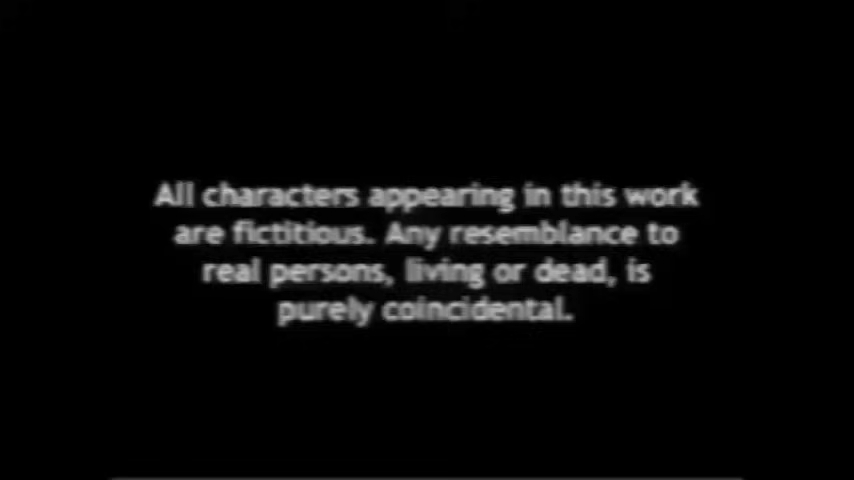 All characters appearing in this work
are fictitious. Any resemblance to
real persons, living or dead, is
purely coincidental.